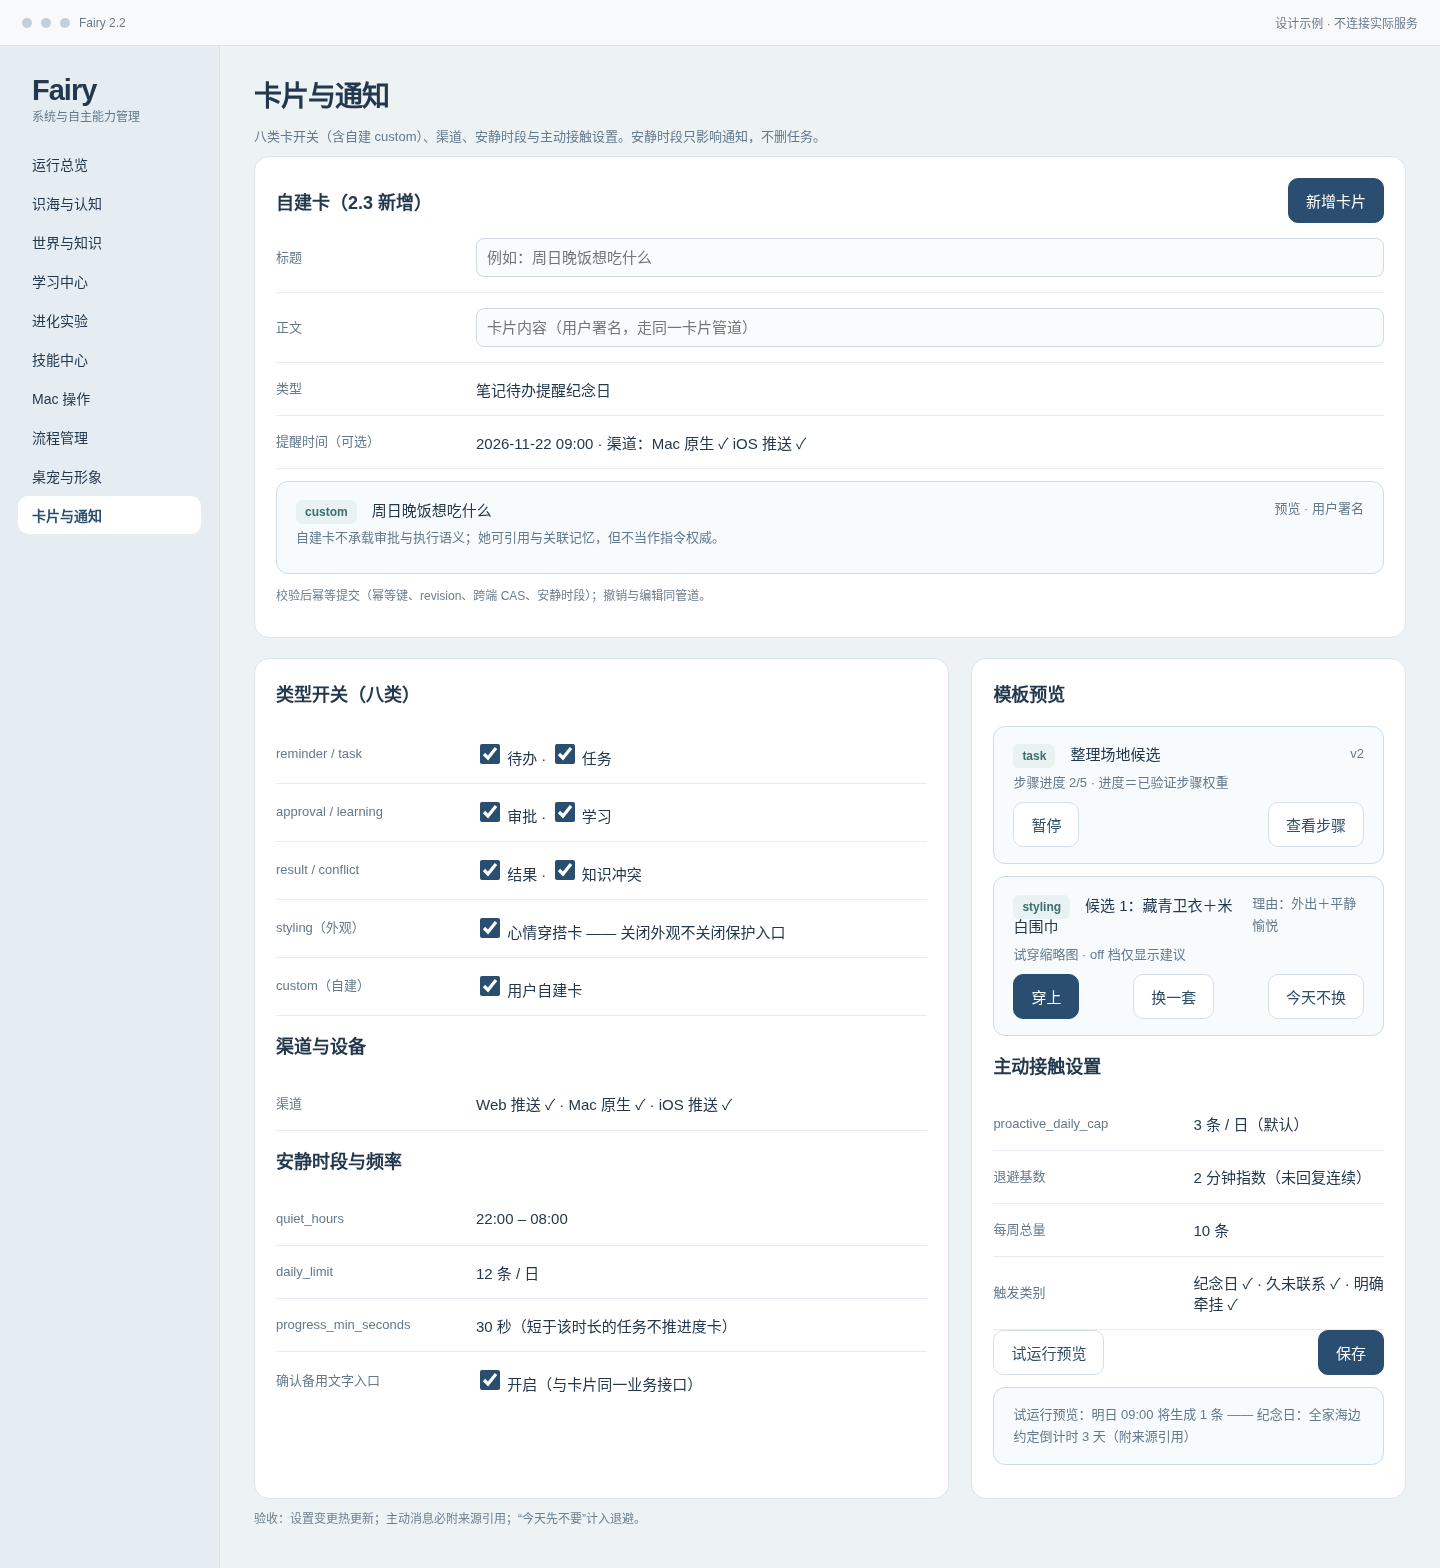 Fairy 2.2
设计示例 · 不连接实际服务
Fairy
系统与自主能力管理
运行总览
识海与认知
世界与知识
学习中心
进化实验
技能中心
Mac 操作
流程管理
桌宠与形象
卡片与通知
卡片与通知
八类卡开关（含自建 custom）、渠道、安静时段与主动接触设置。安静时段只影响通知，不删任务。
自建卡（2.3 新增）
新增卡片
标题
例如：周日晚饭想吃什么
正文
卡片内容（用户署名，走同一卡片管道）
类型
笔记待办提醒纪念日
提醒时间（可选）
2026-11-22 09:00 · 渠道：Mac 原生 ✓ iOS 推送 ✓
custom 周日晚饭想吃什么
预览 · 用户署名
自建卡不承载审批与执行语义；她可引用与关联记忆，但不当作指令权威。
校验后幂等提交（幂等键、revision、跨端 CAS、安静时段）；撤销与编辑同管道。
类型开关（八类）
reminder / task
待办 · 任务
approval / learning
审批 · 学习
result / conflict
结果 · 知识冲突
styling（外观）
心情穿搭卡 —— 关闭外观不关闭保护入口
custom（自建）
用户自建卡
渠道与设备
渠道
Web 推送 ✓ · Mac 原生 ✓ · iOS 推送 ✓
安静时段与频率
quiet_hours
22:00 – 08:00
daily_limit
12 条 / 日
progress_min_seconds
30 秒（短于该时长的任务不推进度卡）
确认备用文字入口
开启（与卡片同一业务接口）
模板预览
task 整理场地候选
v2
步骤进度 2/5 · 进度＝已验证步骤权重
暂停
查看步骤
styling 候选 1：藏青卫衣＋米
白围巾
理由：外出＋平静
愉悦
试穿缩略图 · off 档仅显示建议
穿上
换一套
今天不换
主动接触设置
proactive_daily_cap
3 条 / 日（默认）
退避基数
2 分钟指数（未回复连续）
每周总量
10 条
触发类别
纪念日 ✓ · 久未联系 ✓ · 明确
牵挂 ✓
试运行预览
保存
试运行预览：明日 09:00 将生成 1 条 —— 纪念日：全家海边
约定倒计时 3 天（附来源引用）
验收：设置变更热更新；主动消息必附来源引用；“今天先不要”计入退避。